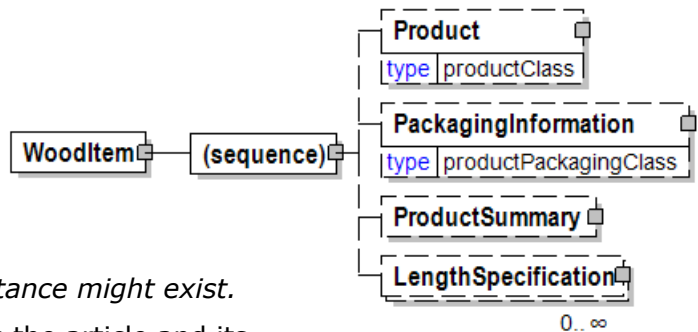 Product
type productClass
PackagingInformation
type productPackagingClass
WoodItem (sequence)
ProductSummary
LengthSpecification
0.. ∞
tance might exist.
the article and its